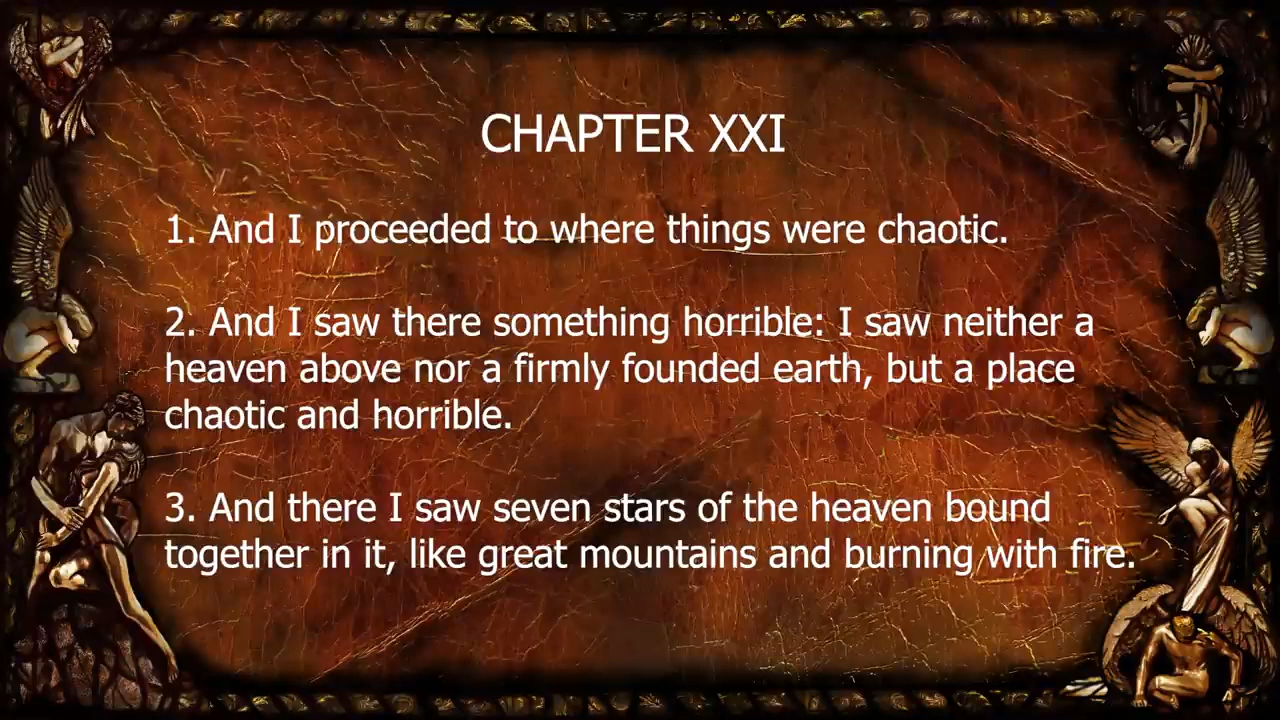 CHAPTER XXI
1. And I proceeded to where things were chaotic.
2. And I saw there something horrible: I saw neither a
heaven above nor a firmly founded earth, but a place
chaotic and horrible.
3. And there I saw seven stars of the heaven bound
together in it, like great mountains and burning with fire.